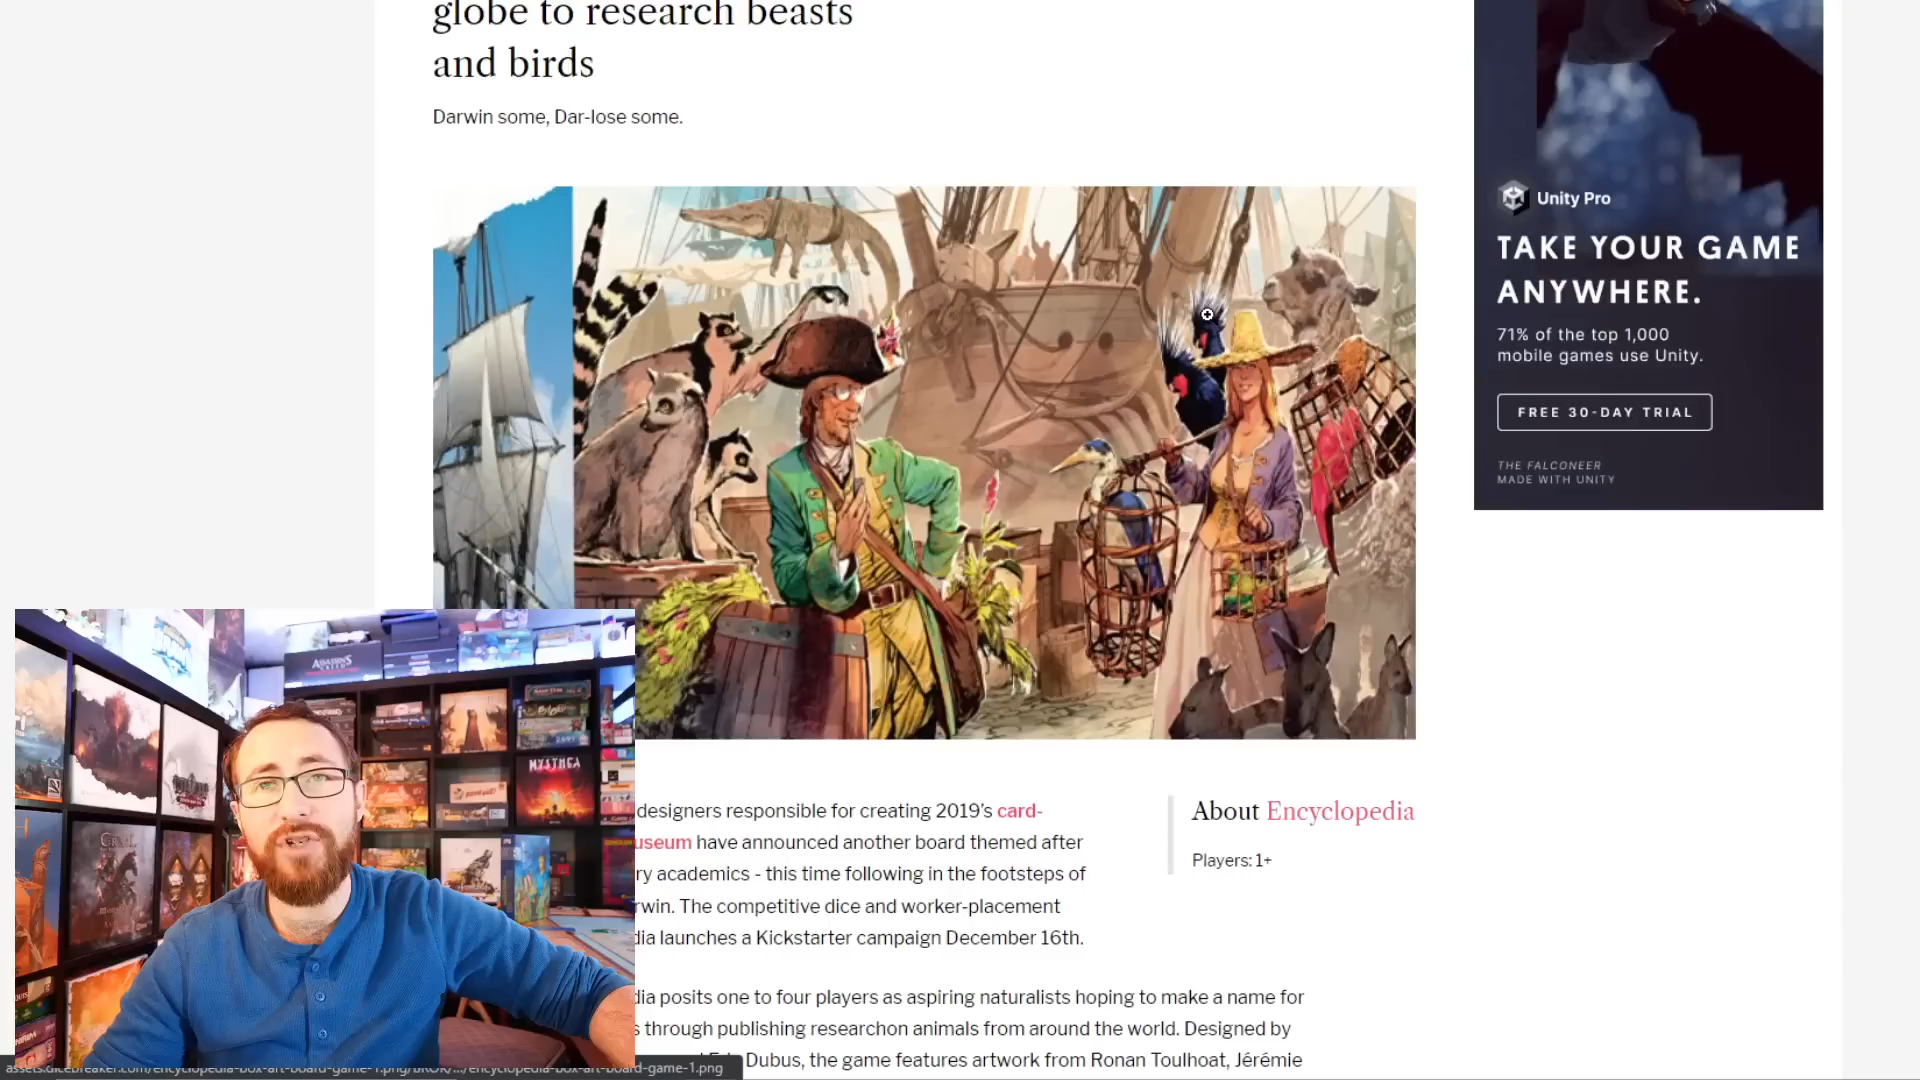 globe to research beasts
and birds
Darwin some, Dar-lose some.
Unity Pro
TAKE YOUR GAME
ANYWHERE.
71% of the top 1,000
mobile games use Unity.
FREE 30-DAY TRIAL
THE FALCONEER
MADE WITH UNITY
ASSASSIN'S
MYSTHEA
designers responsible for creating 2019's card-
useum have announced another board themed after
ry academics - this time following in the footsteps of
rwin. The competitive dice and worker-placement
dia launches a Kickstarter campaign December 16th.
About Encyclopedia
Players: 1+
dia posits one to four players as aspiring naturalists hoping to make a name for
s through publishing researchon animals from around the world. Designed by
Dubus, the game features artwork from Ronan Toulhoat, Jérémie
assets.dicebreaker.com/encyclopedia-box-art-board-game-1.png/BROK/.../encyclopedia-box-art-board-game-1.png